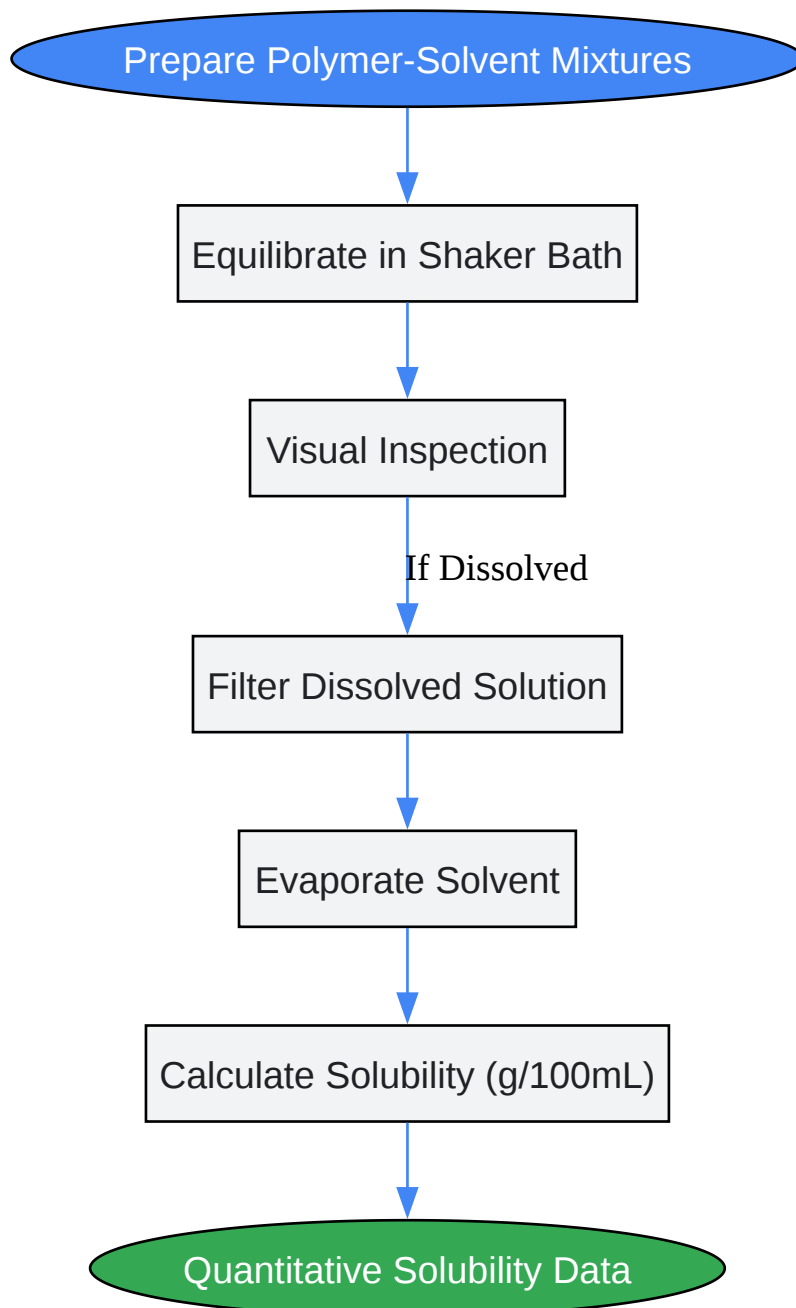 Prepare Polymer-Solvent Mixtures
Equilibrate in Shaker Bath
Visual Inspection
If Dissolved
Filter Dissolved Solution
Evaporate Solvent
Calculate Solubility (g/100mL)
Quantitative Solubility Data